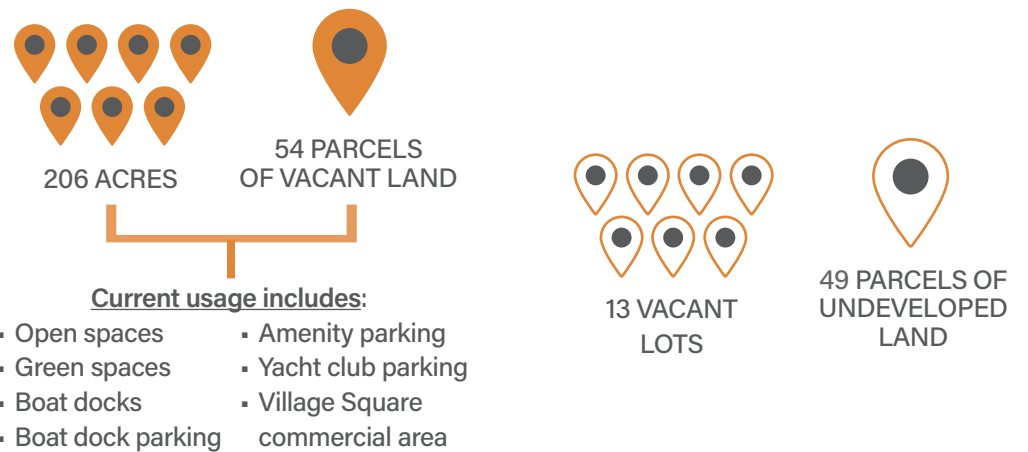 206 ACRES
54 PARCELS
OF VACANT LAND
Current usage includes:
▪ Open spaces
▪ Green spaces
▪ Boat docks
▪ Boat dock parking
▪ Amenity parking
▪ Yacht club parking
▪ Village Square
commercial area
13 VACANT
LOTS
49 PARCELS OF
UNDEVELOPED
LAND